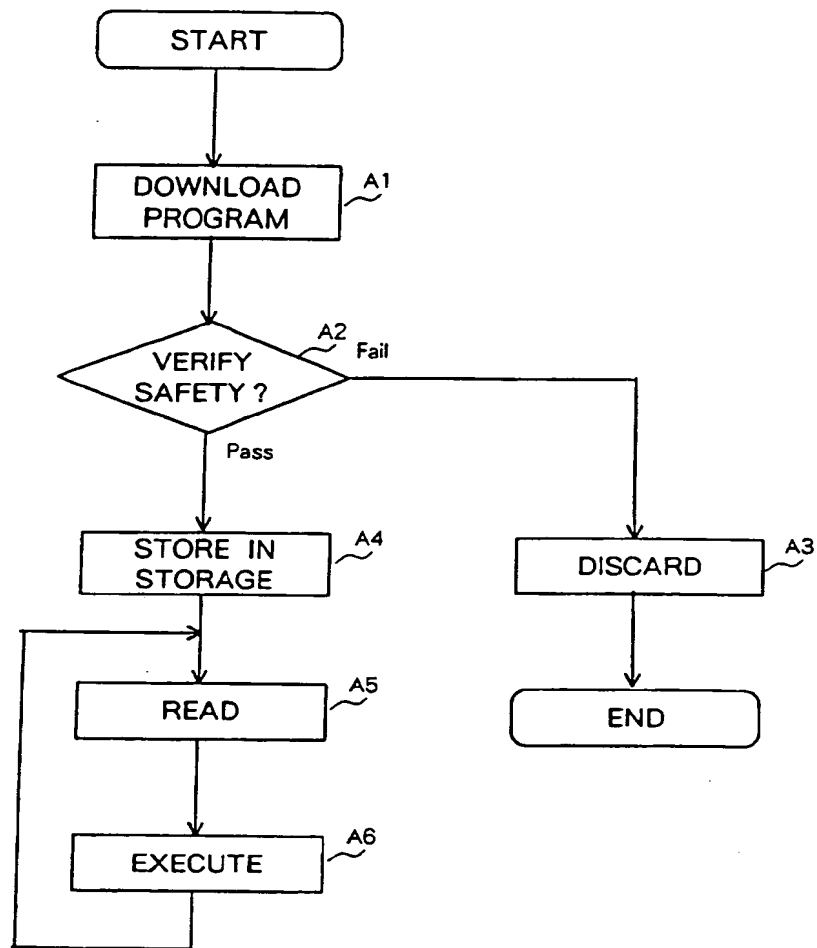 START
DOWNLOAD
PROGRAM
A1
VERIFY
SAFETY ?
A2
Fail
Pass
STORE IN
STORAGE
A4
DISCARD
A3
READ
A5
END
EXECUTE
A6